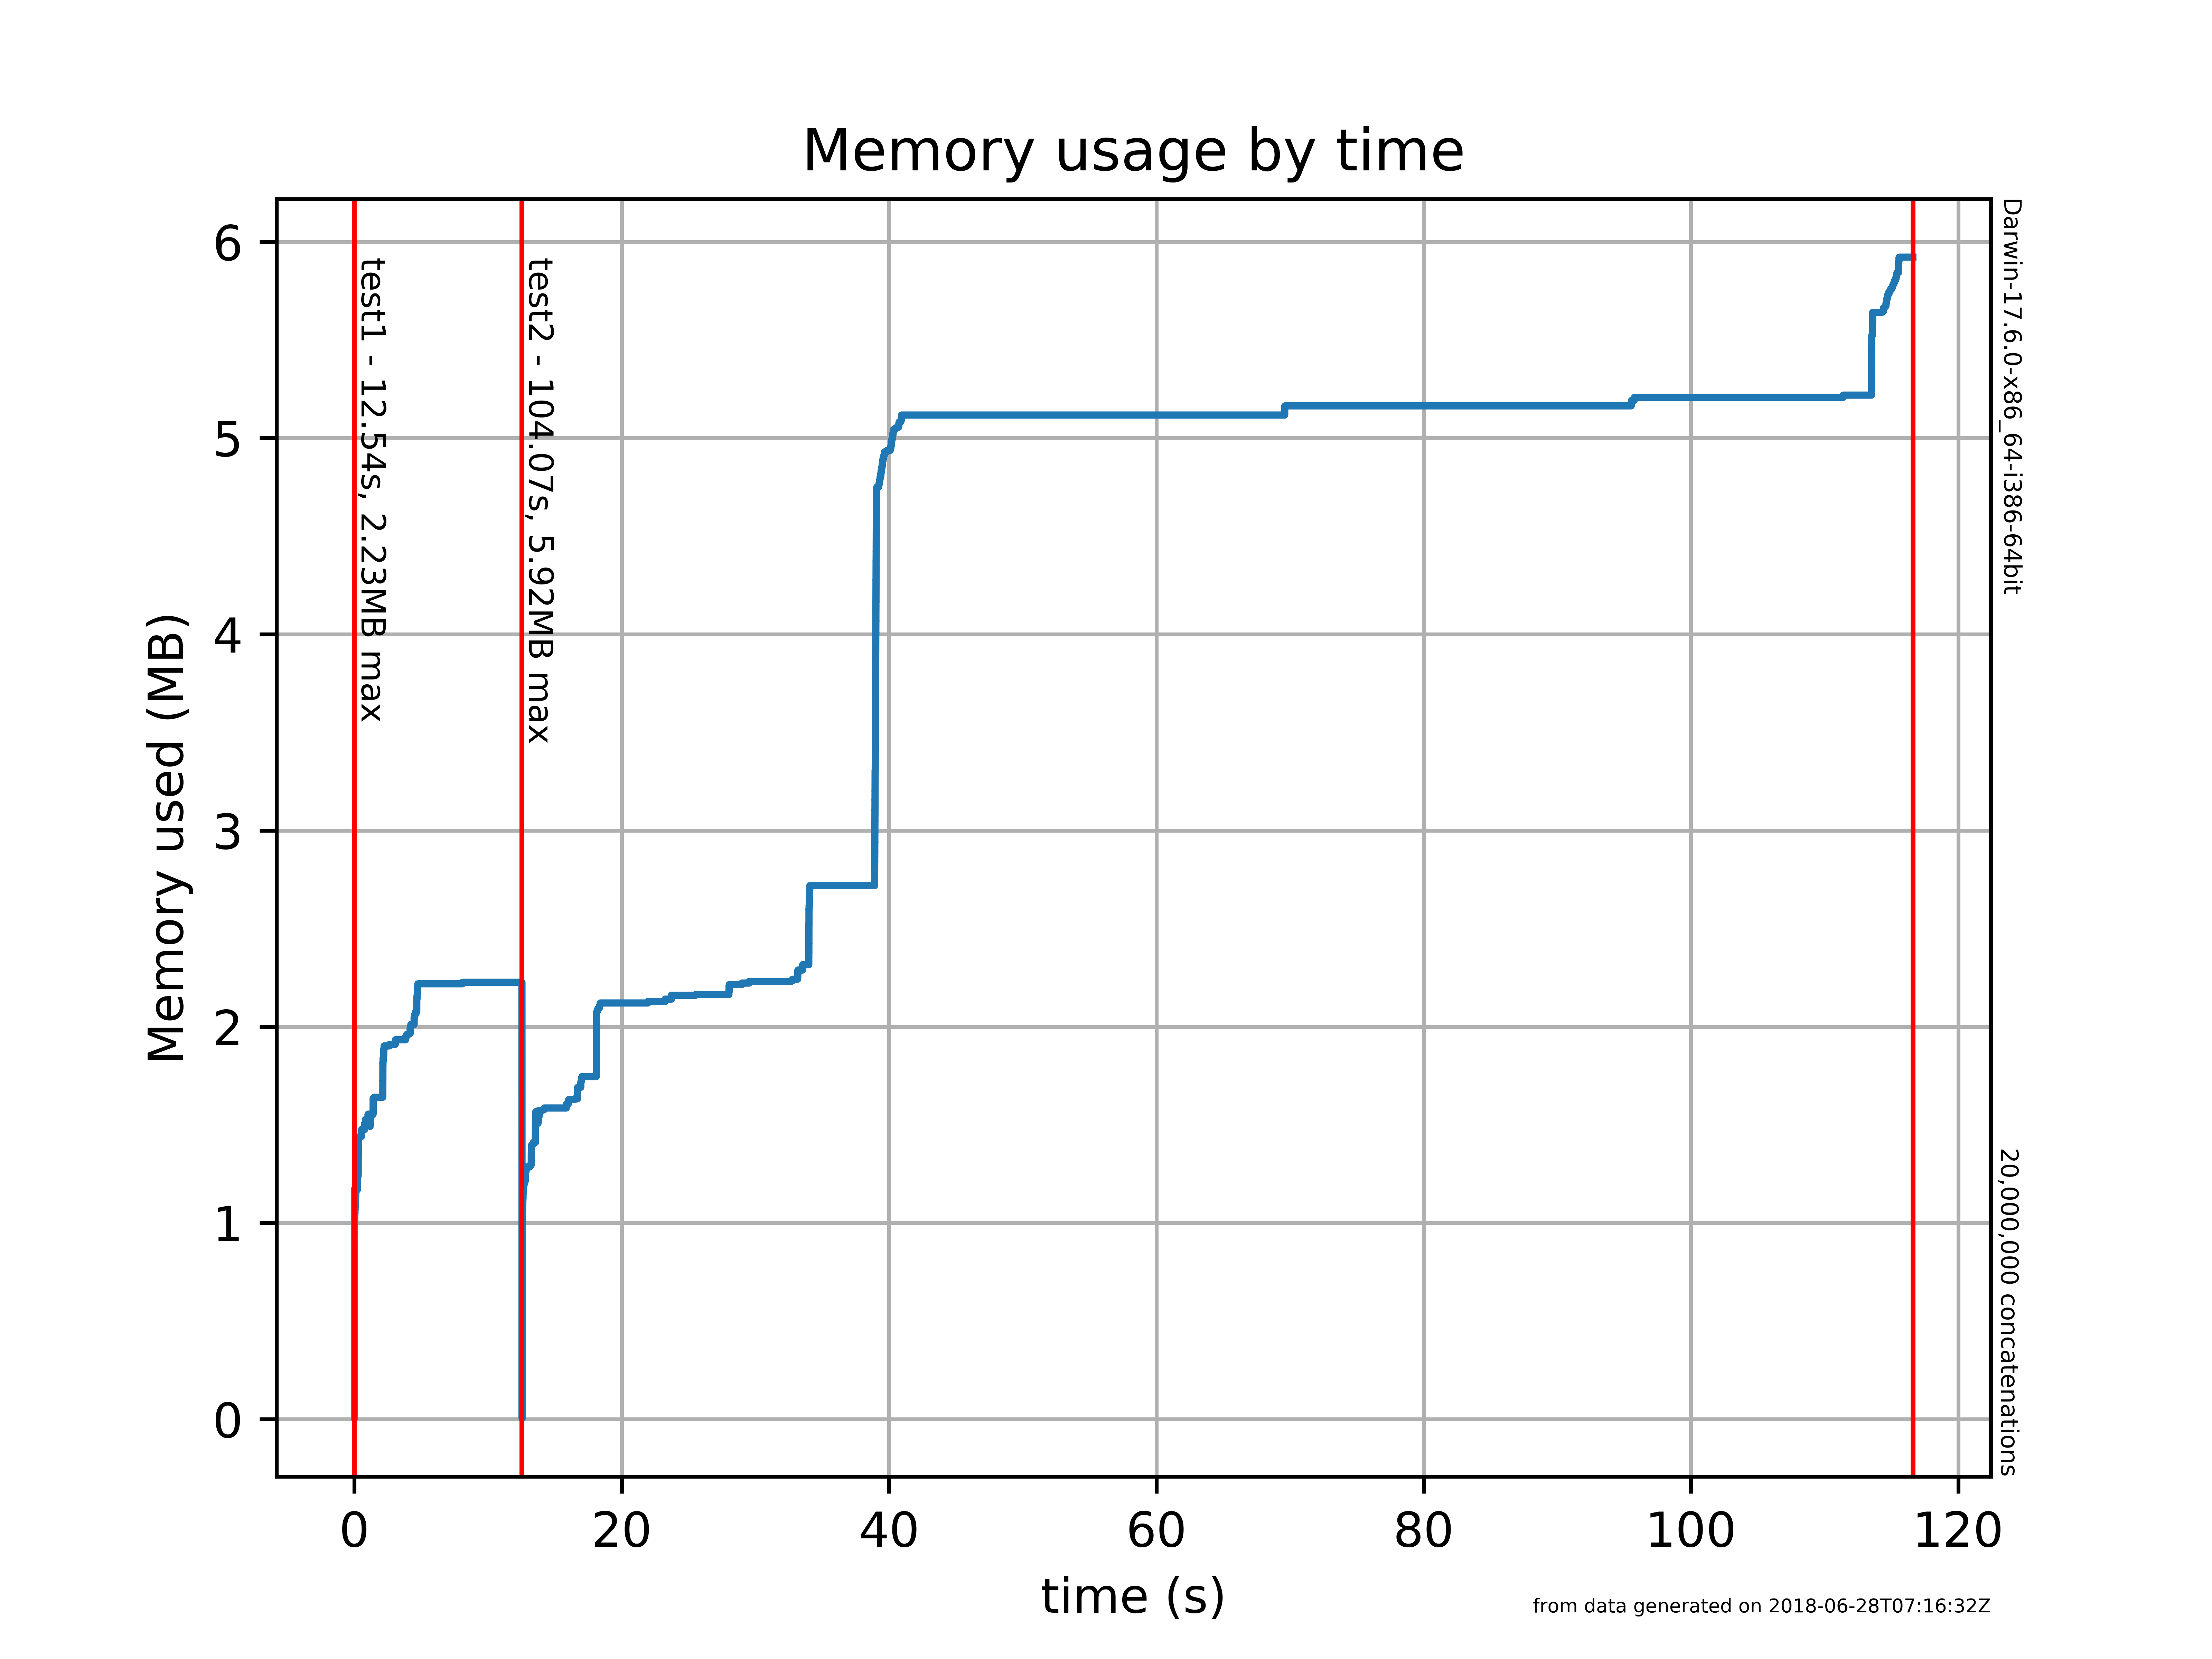 Memory usage by time
Memory used (MB)
6
5
4
3
2
1
0
test1 - 12.54s, 2.23MB max
test2 - 104.07s, 5.92MB max
Darwin-17.6.0-x86_64-i386-64bit
20,000,000 concatenations
0 20 40 60 80 100 120
time (s)
from data generated on 2018-06-28T07:16:32Z